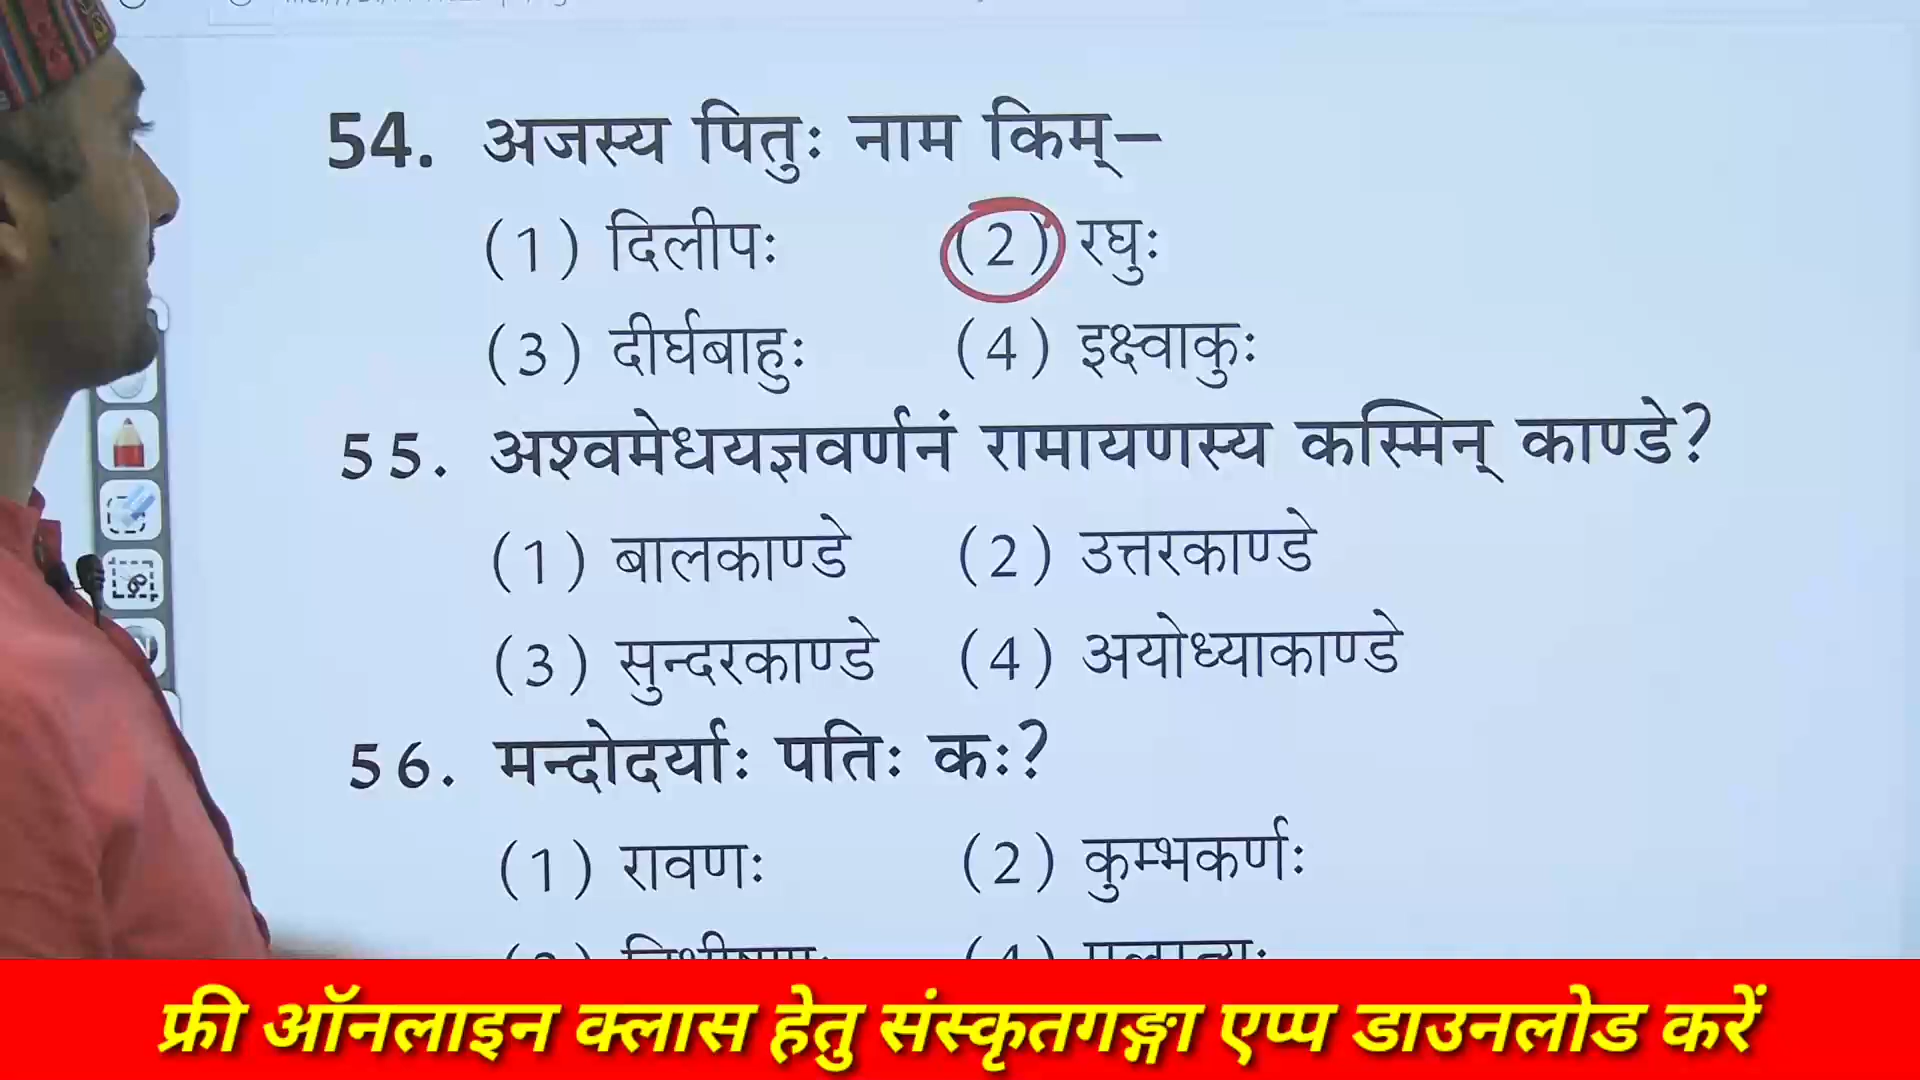 54. अजस्य पितुः नाम किम्–
(1) दिलीपः (2) रघुः
(3) दीर्घबाहुः (4) इक्ष्वाकुः
55. अश्वमेधयज्ञवर्णनं रामायणस्य कस्मिन् काण्डे?
(1) बालकाण्डे (2) उत्तरकाण्डे
(3) सुन्दरकाण्डे (4) अयोध्याकाण्डे
56. मन्दोदर्याः पतिः कः?
(1) रावणः (2) कुम्भकर्णः
फ्री ऑनलाइन क्लास हेतु संस्कृतगङ्गा एप्प डाउनलोड करें